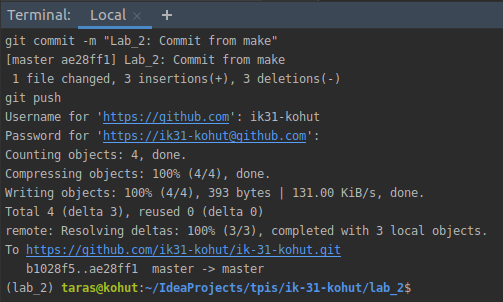 Terminal: Local × +
git commit -m "Lab_2: Commit from make"
[master ae28ff1] Lab_2: Commit from make
 1 file changed, 3 insertions(+), 3 deletions(-)
git push
Username for 'https://github.com': ik31-kohut
Password for 'https://ik31-kohut@github.com':
Counting objects: 4, done.
Compressing objects: 100% (4/4), done.
Writing objects: 100% (4/4), 393 bytes | 131.00 KiB/s, done.
Total 4 (delta 3), reused 0 (delta 0)
remote: Resolving deltas: 100% (3/3), completed with 3 local objects.
To https://github.com/ik31-kohut/ik-31-kohut.git
   b1028f5..ae28ff1  master -> master
(lab_2) taras@kohut:~/IdeaProjects/tpis/ik-31-kohut/lab_2$